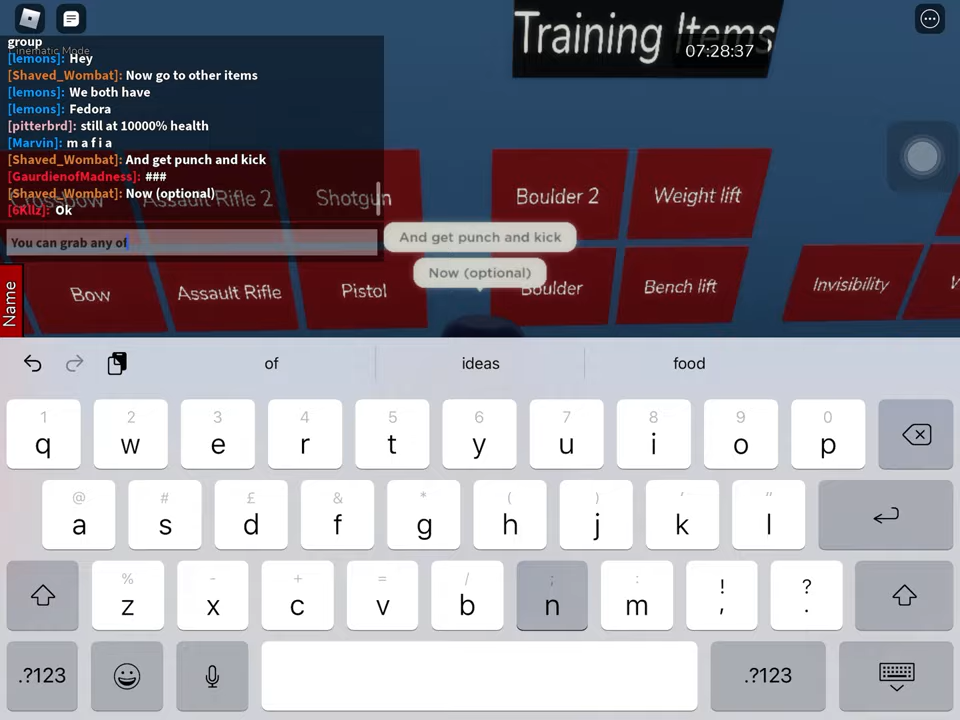 Training Items
07:28:37
group
Cinematic Mode
[lemons]: Hey
[Shaved_Wombat]: Now go to other items
[lemons]: We both have
[lemons]: Fedora
[pitterbrd]: still at 10000% health
[Marvin]: m a f i a
[Shaved_Wombat]: And get punch and kick
[GaurdienofMadness]: ###
[Shaved_Wombat]: Now (optional)
[6Kllz]: Ok
Crossbow
Assault Rifle 2
Shotgun
Boulder 2
Weight lift
You can grab any of
And get punch and kick
Now (optional)
Name
Bow
Assault Rifle
Pistol
Boulder
Bench lift
Invisibility
of ideas food
1 2 3 4 5 6 7 8 9 0
q w e r t y u i o p
@ # £ & * ( ) ' "
a s d f g h j k l
% - + = / ; : ! ?
z x c v b n m , .
.?123 .?123